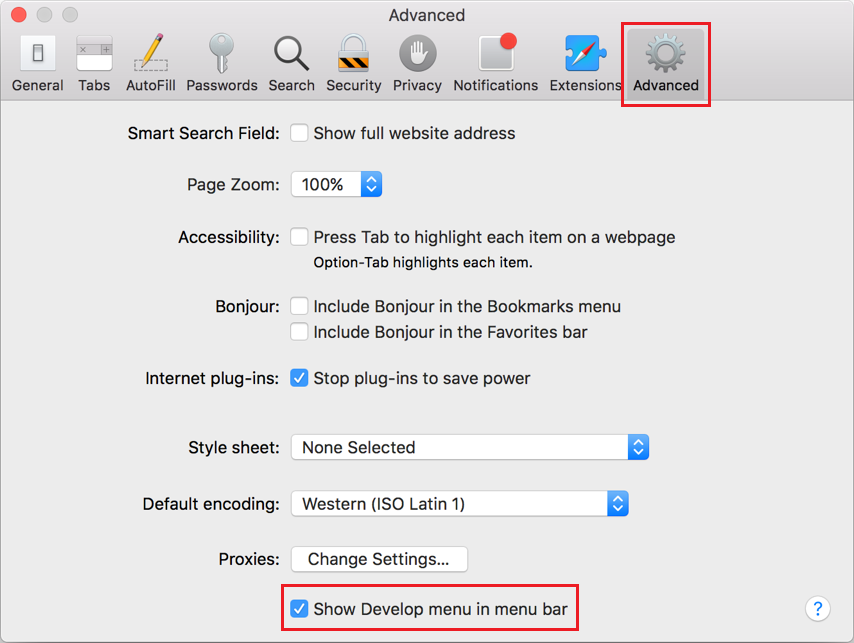 Advanced
General Tabs AutoFill Passwords Search Security Privacy Notifications Extensions Advanced
Smart Search Field: Show full website address
Page Zoom: 100%
Accessibility: Press Tab to highlight each item on a webpage
Option-Tab highlights each item.
Bonjour: Include Bonjour in the Bookmarks menu
Include Bonjour in the Favorites bar
Internet plug-ins: Stop plug-ins to save power
Style sheet: None Selected
Default encoding: Western (ISO Latin 1)
Proxies: Change Settings...
Show Develop menu in menu bar
?